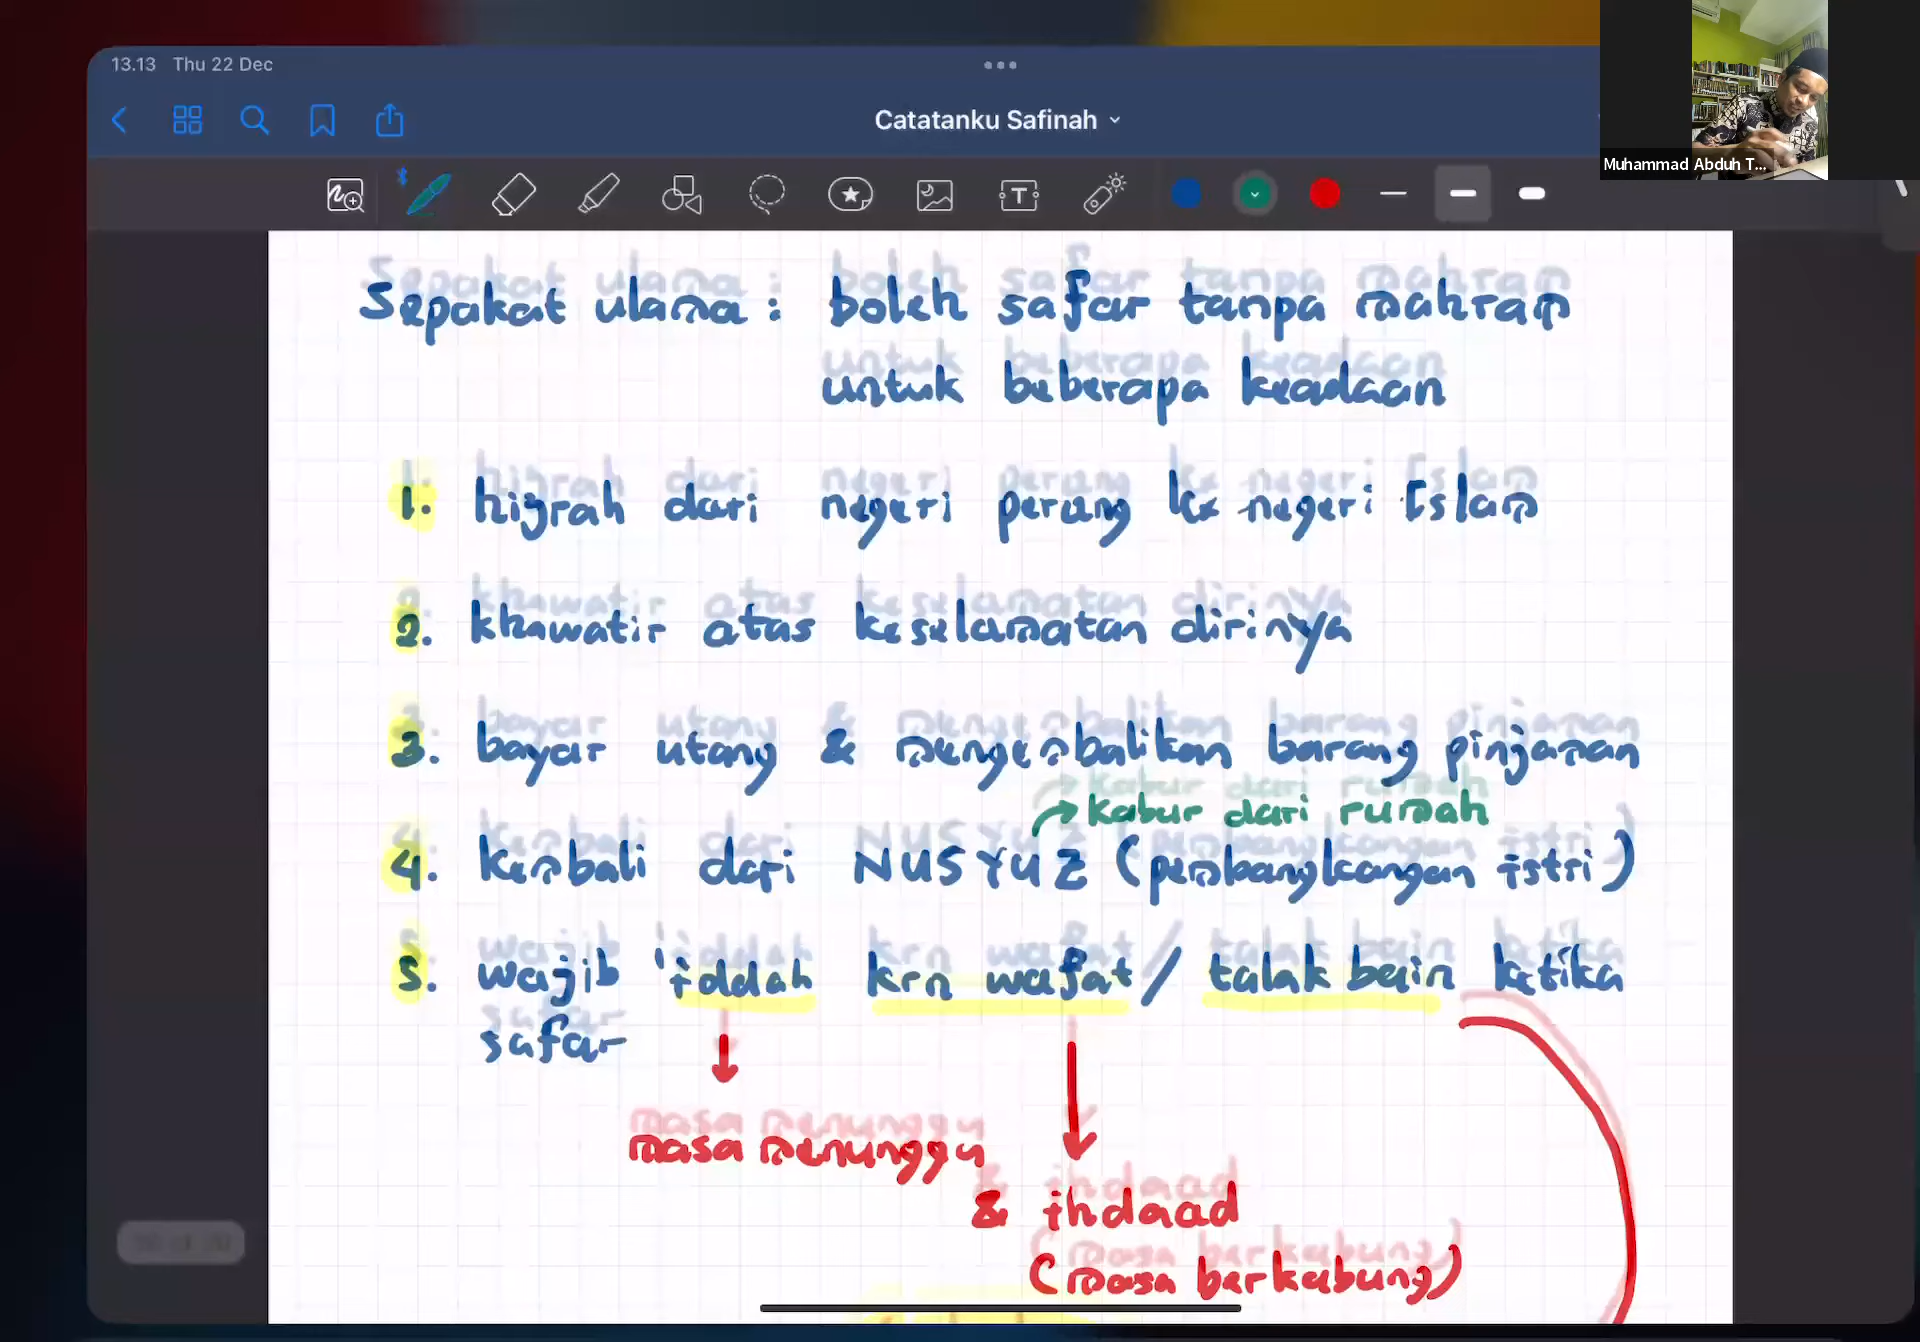 13.13 Thu 22 Dec
Catatanku Safinah
Muhammad Abduh T...
Sepakat ulama : boleh safar tanpa mahram
untuk beberapa keadaan
1. hijrah dari negeri perang ke negeri Islam
2. khawatir atas keselamatan dirinya
3. bayar utang & mengembalikan barang pinjaman
kabur dari rumah
4. kembali dari NUSYUZ (pembangkangan istri)
5. wajib 'iddah krn wafat / talak bain ketika
safar
masa menunggu
& ihdaad
(masa berkabung)